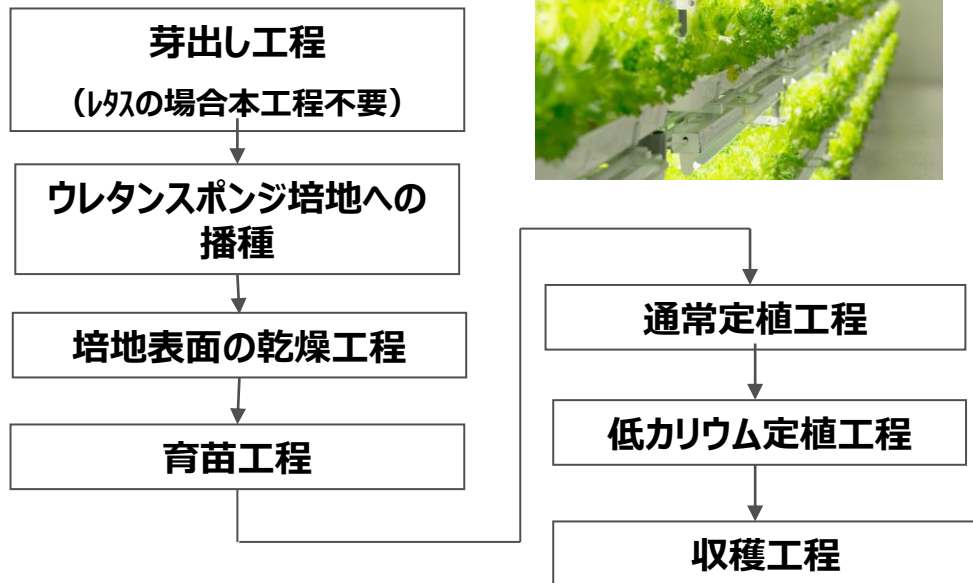 芽出し工程
（ﾚﾀｽの場合本工程不要）
ウレタンスポンジ培地への
播種
培地表面の乾燥工程
育苗工程
通常定植工程
低カリウム定植工程
収穫工程